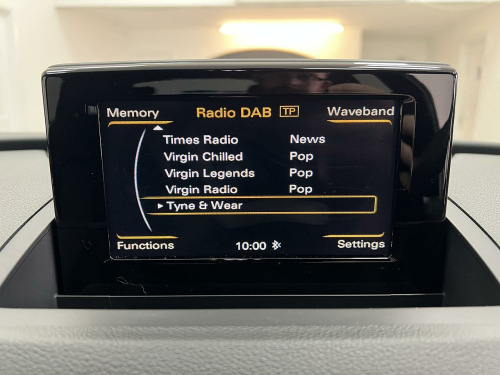 Memory Radio DAB TP Waveband
Times Radio News
Virgin Chilled Pop
Virgin Legends Pop
Virgin Radio Pop
Tyne & Wear
Functions 10:00 Settings